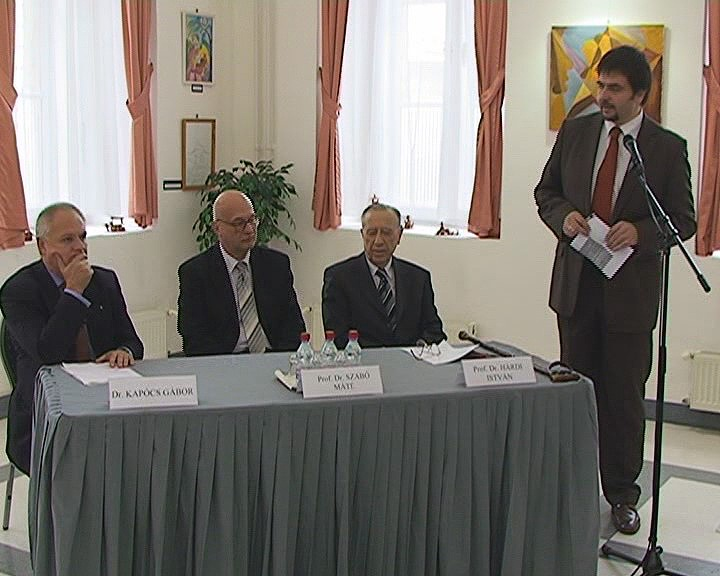 Dr. KAPÓCS GÁBOR
Prof. Dr. SZABÓ
MÁTÉ
Prof. Dr. HÁRDI
ISTVÁN